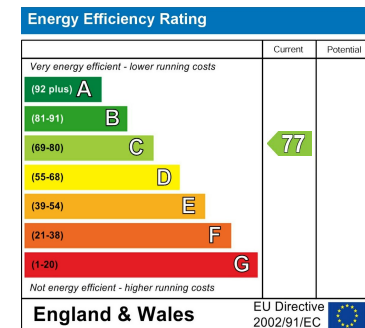 Energy Efficiency Rating
Current Potential
Very energy efficient - lower running costs
(92 plus) A
(81-91) B
(69-80) C
77
(55-68) D
(39-54) E
(21-38) F
(1-20) G
Not energy efficient - higher running costs
England & Wales
EU Directive
2002/91/EC